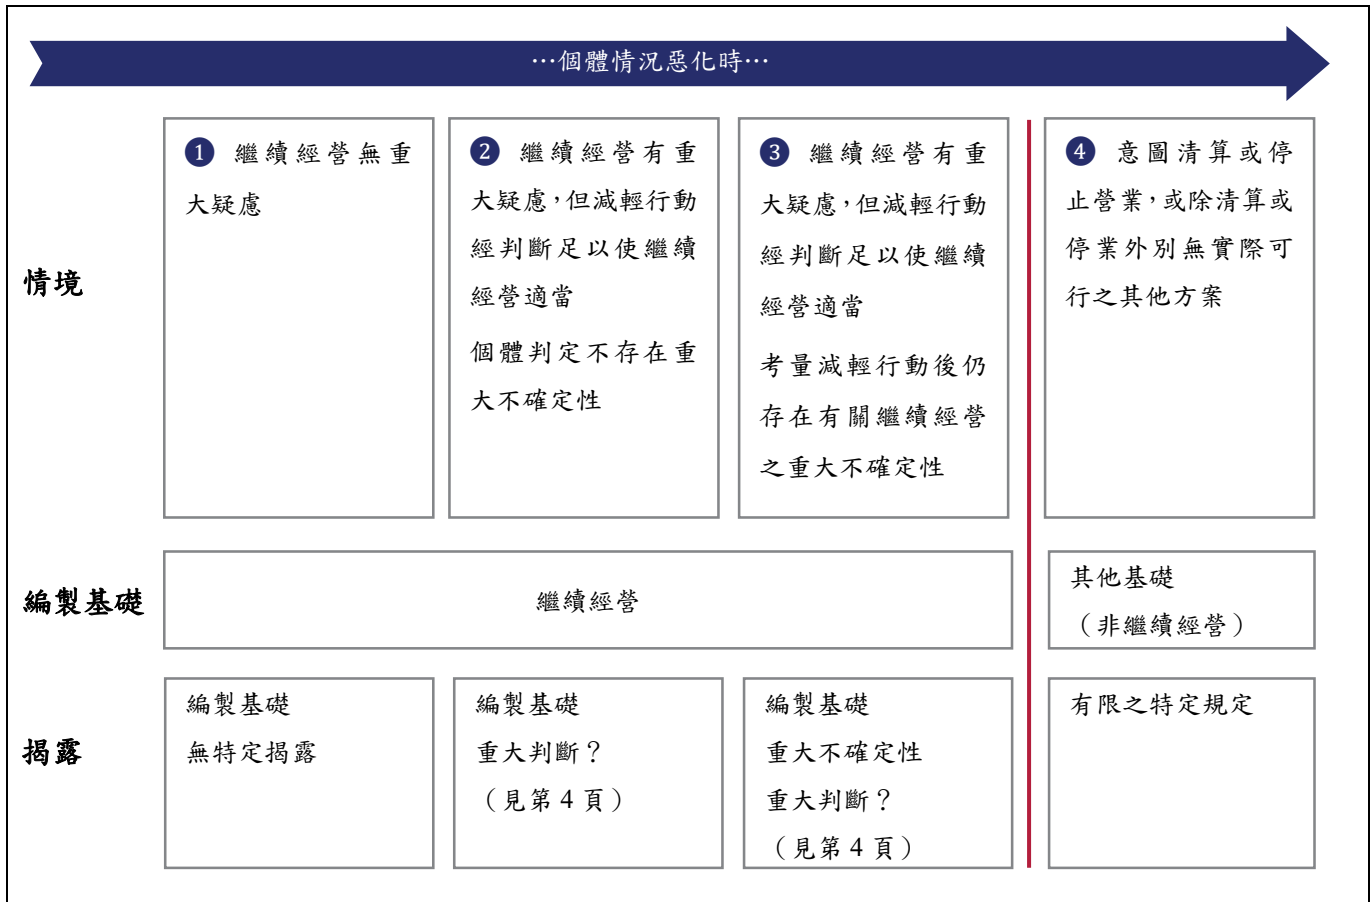 …個體情況惡化時…
情境
❶ 繼續經營無重
大疑慮
❷ 繼續經營有重
大疑慮，但減輕行動
經判斷足以使繼續
經營適當
個體判定不存在重
大不確定性
❸ 繼續經營有重
大疑慮，但減輕行動
經判斷足以使繼續
經營適當
考量減輕行動後仍
存在有關繼續經營
之重大不確定性
❹ 意圖清算或停
止營業，或除清算或
停業外別無實際可
行之其他方案
編製基礎
繼續經營
其他基礎
（非繼續經營）
揭露
編製基礎
無特定揭露
編製基礎
重大判斷？
（見第 4 頁）
編製基礎
重大不確定性
重大判斷？
（見第 4 頁）
有限之特定規定